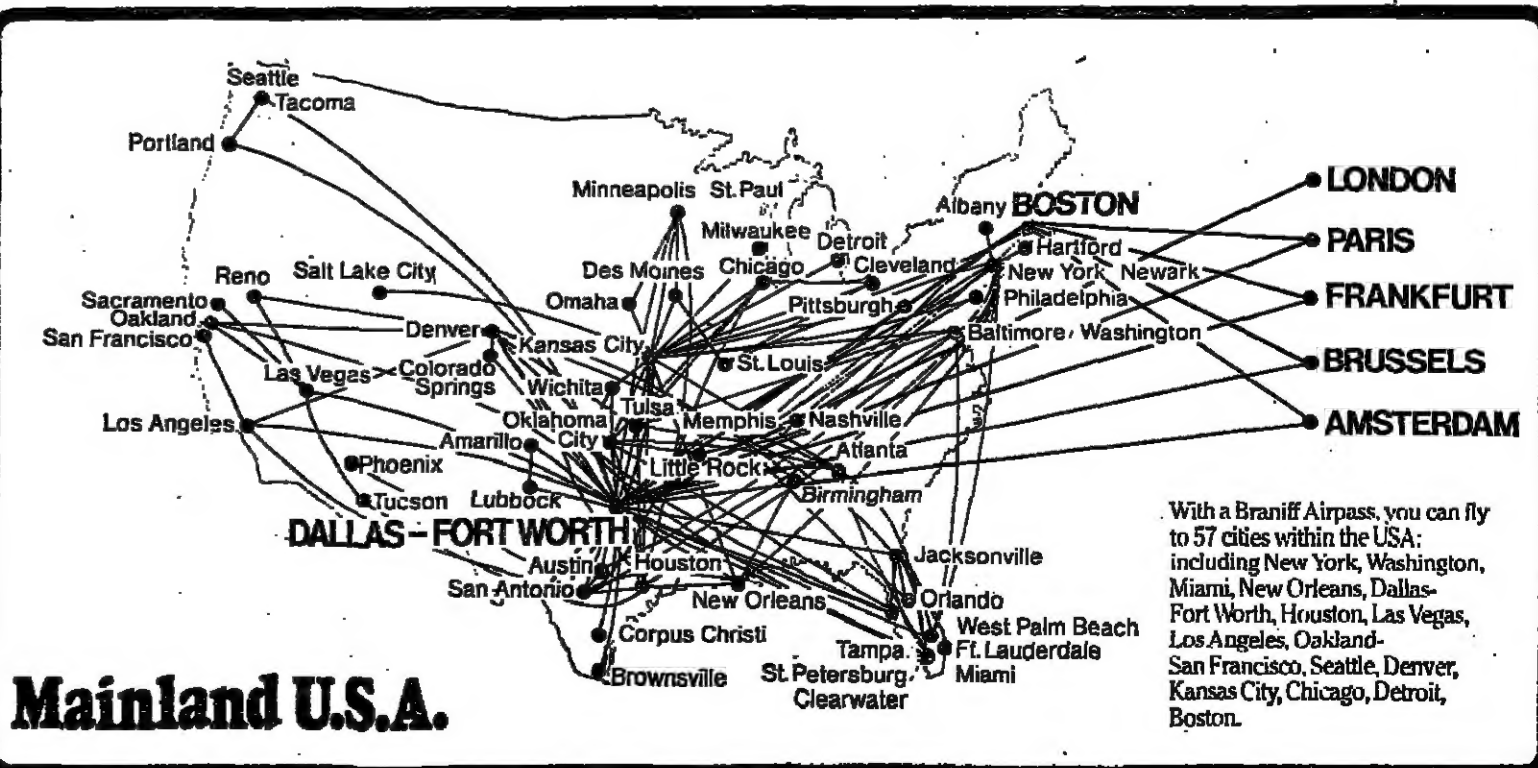 Seattle
Tacoma
Portland
Minneapolis St. Paul
LONDON
Albany BOSTON
Milwaukee
Detroit
PARIS
Hartford
Reno
Salt Lake City
Des Moines
Chicago
Cleveland
New York Newark
Sacramento
Omaha
Pittsburgh
Philadelphia
FRANKFURT
Oakland
San Francisco
Denver
Kansas City
Baltimore Washington
Las Vegas
Colorado
Springs
St. Louis
BRUSSELS
Wichita
Los Angeles
Oklahoma
City
Tulsa
Memphis
Nashville
AMSTERDAM
Amarillo
Atlanta
Phoenix
Little Rock
Tucson
Lubbock
Birmingham
DALLAS – FORT WORTH
Austin
Houston
Jacksonville
San Antonio
New Orleans
Orlando
Corpus Christi
West Palm Beach
Tampa
Ft. Lauderdale
Brownsville
St. Petersburg
Miami
Clearwater
With a Braniff Airpass, you can fly
to 57 cities within the USA:
including New York, Washington,
Miami, New Orleans, Dallas-
Fort Worth, Houston, Las Vegas,
Los Angeles, Oakland-
San Francisco, Seattle, Denver,
Kansas City, Chicago, Detroit,
Boston.
Mainland U.S.A.